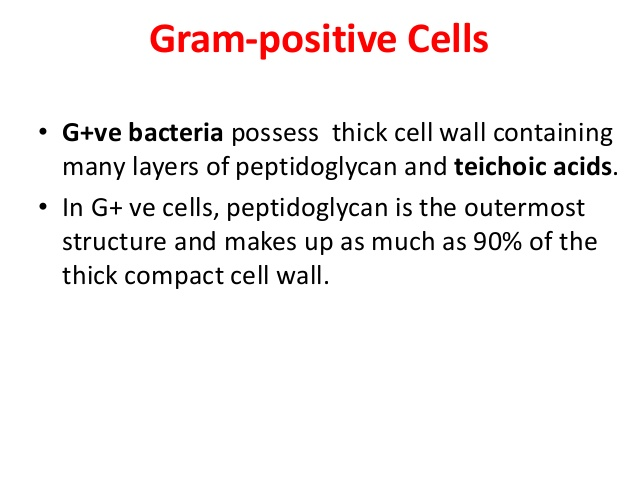 Gram-positive Cells
• G+ve bacteria possess  thick cell wall containing
many layers of peptidoglycan and teichoic acids.
• In G+ ve cells, peptidoglycan is the outermost
structure and makes up as much as 90% of the
thick compact cell wall.